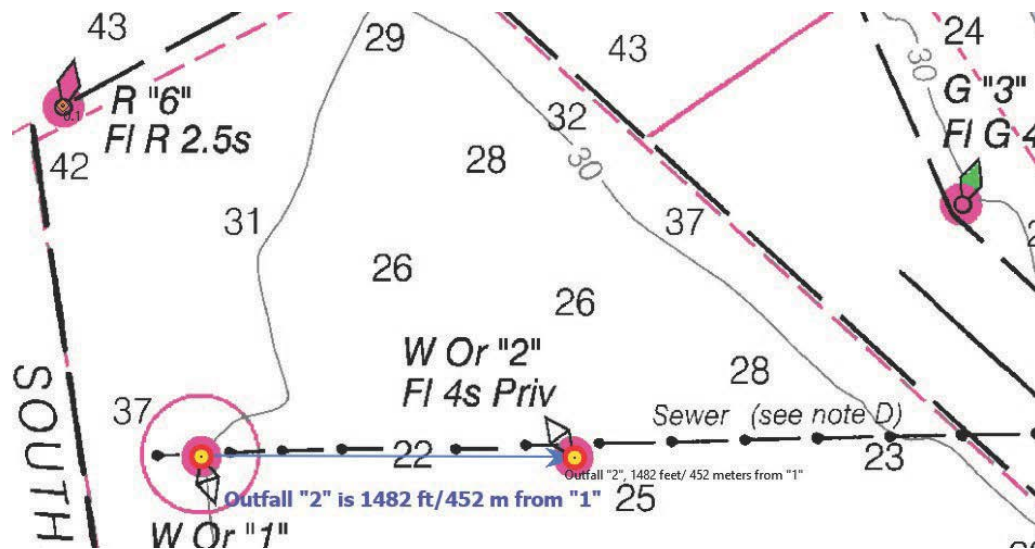 43
29
43
24
30
R "6"
Fl R 2.5s
0.1
G "3"
Fl G 4
32
42
28
30
31
37
26
26
SOUTH
W Or "2"
Fl 4s Priv
28
37
Sewer (see note D)
22
23
Outfall "2", 1482 feet/ 452 meters from "1"
Outfall "2" is 1482 ft/452 m from "1"
25
W Or "1"